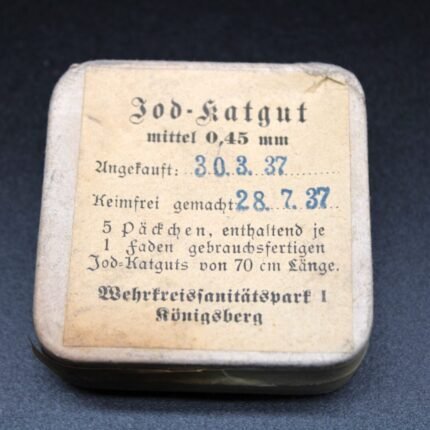 Jod-Katgut
mittel 0,45 mm
Angekauft: 30.3.37
Keimfrei gemacht: 28.7.37
5 Päckchen, enthaltend je
1 Faden gebrauchsfertigen
Jod-Katguts von 70 cm Länge.
Wehrkreissanitätspark I
Königsberg